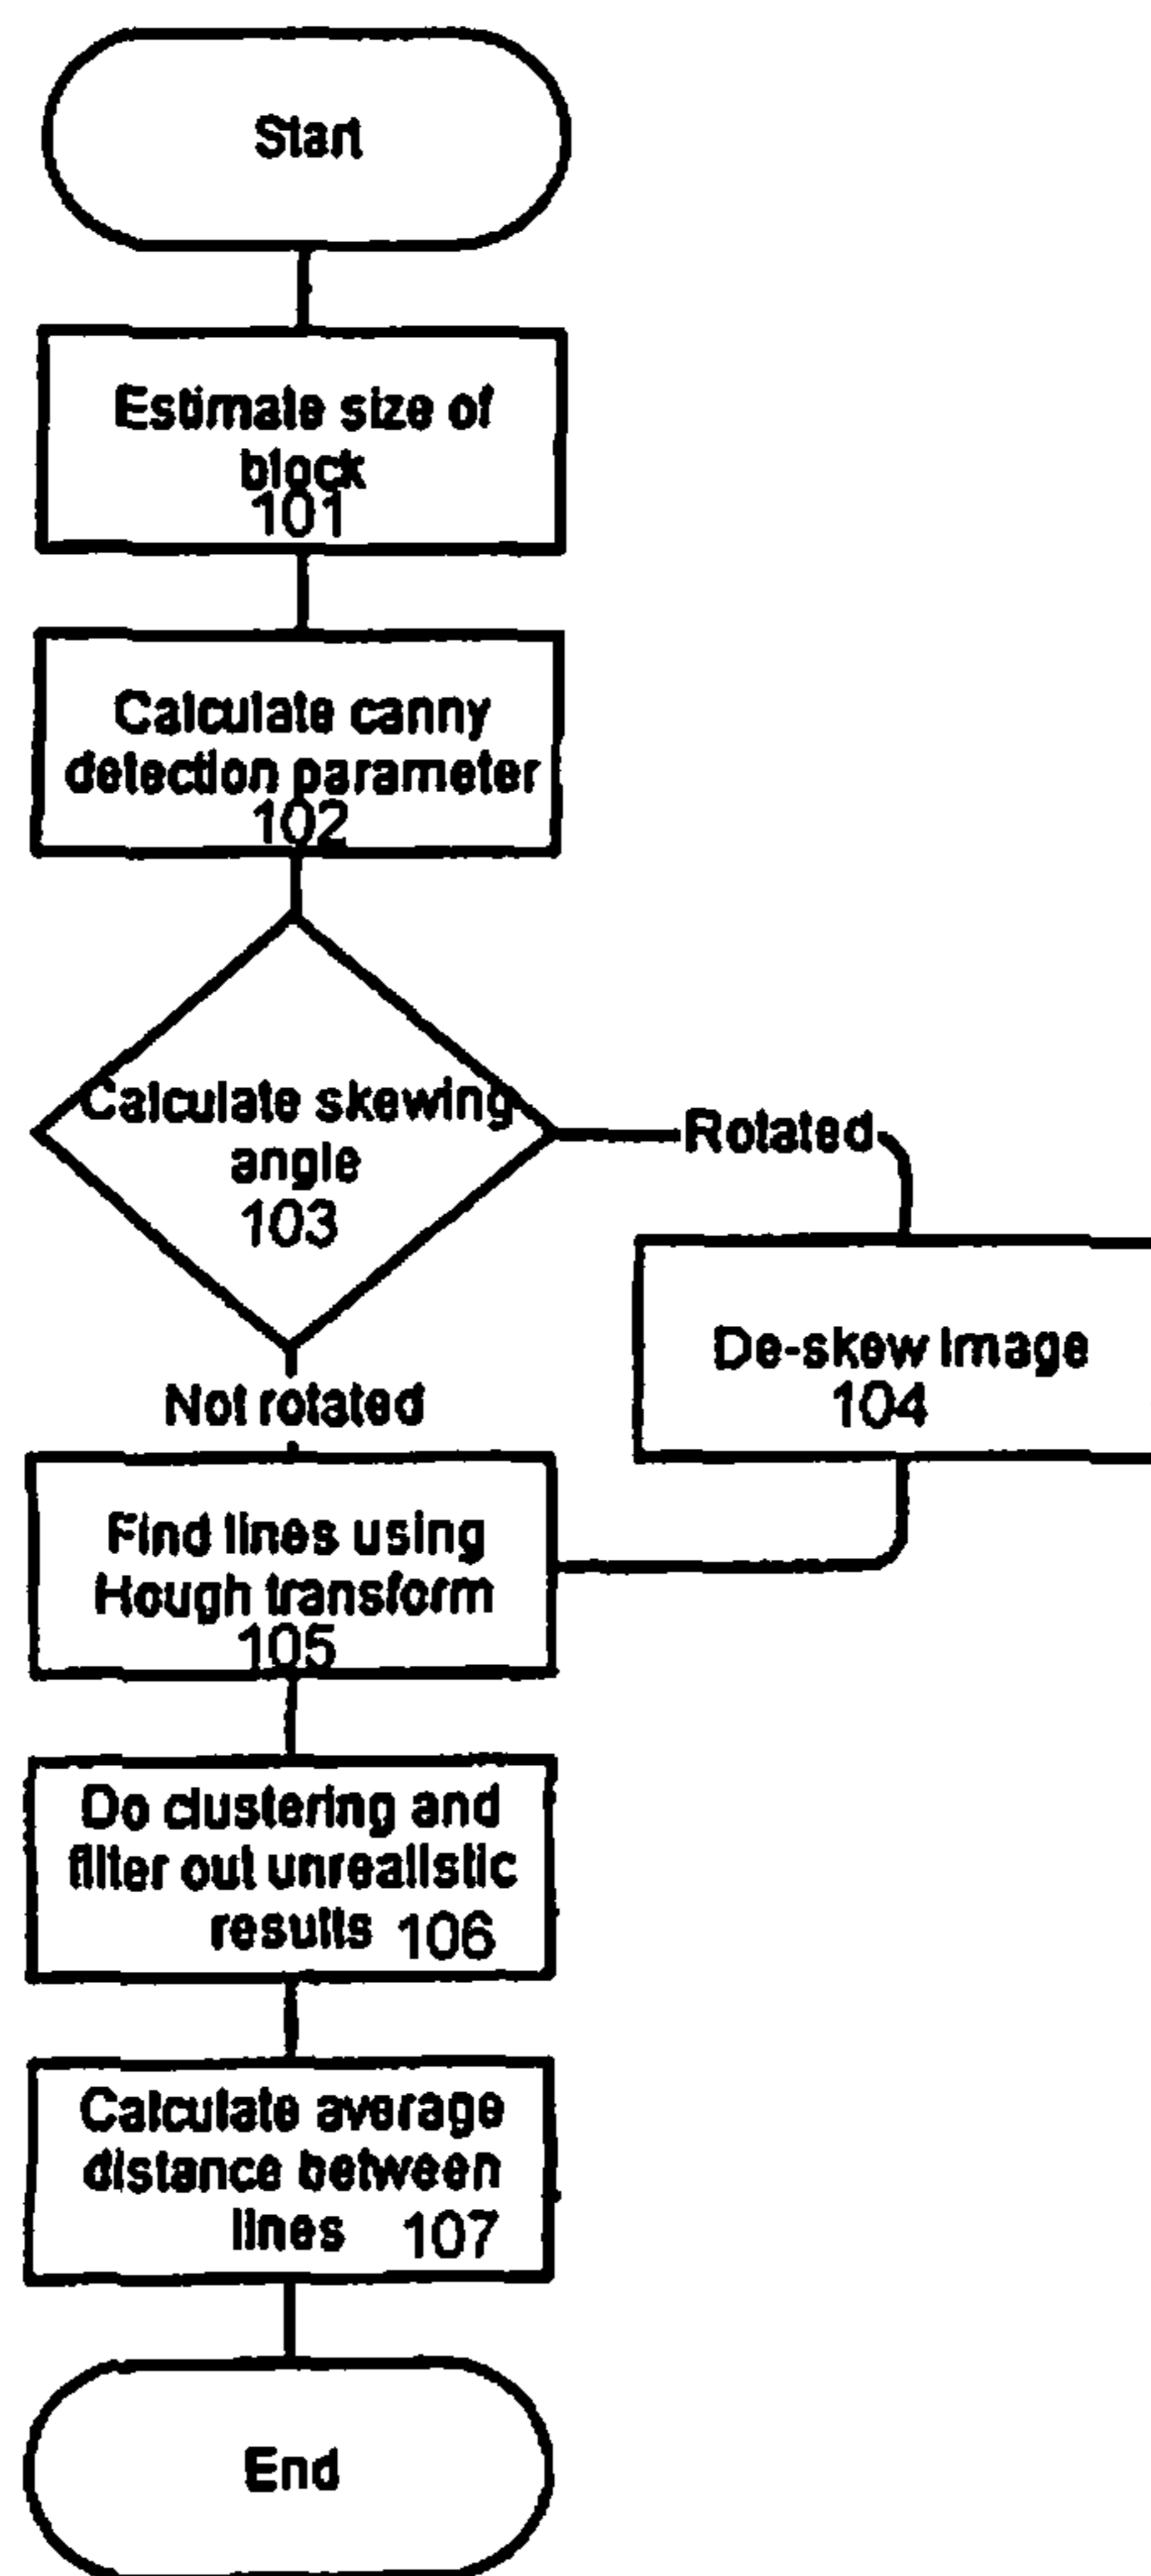 Start
Estimate size of
block
101
Calculate canny
detection parameter
102
Calculate skewing
angle
103
Rotated
De-skew image
104
Not rotated
Find lines using
Hough transform
105
Do clustering and
filter out unrealistic
results 106
Calculate average
distance between
lines 107
End